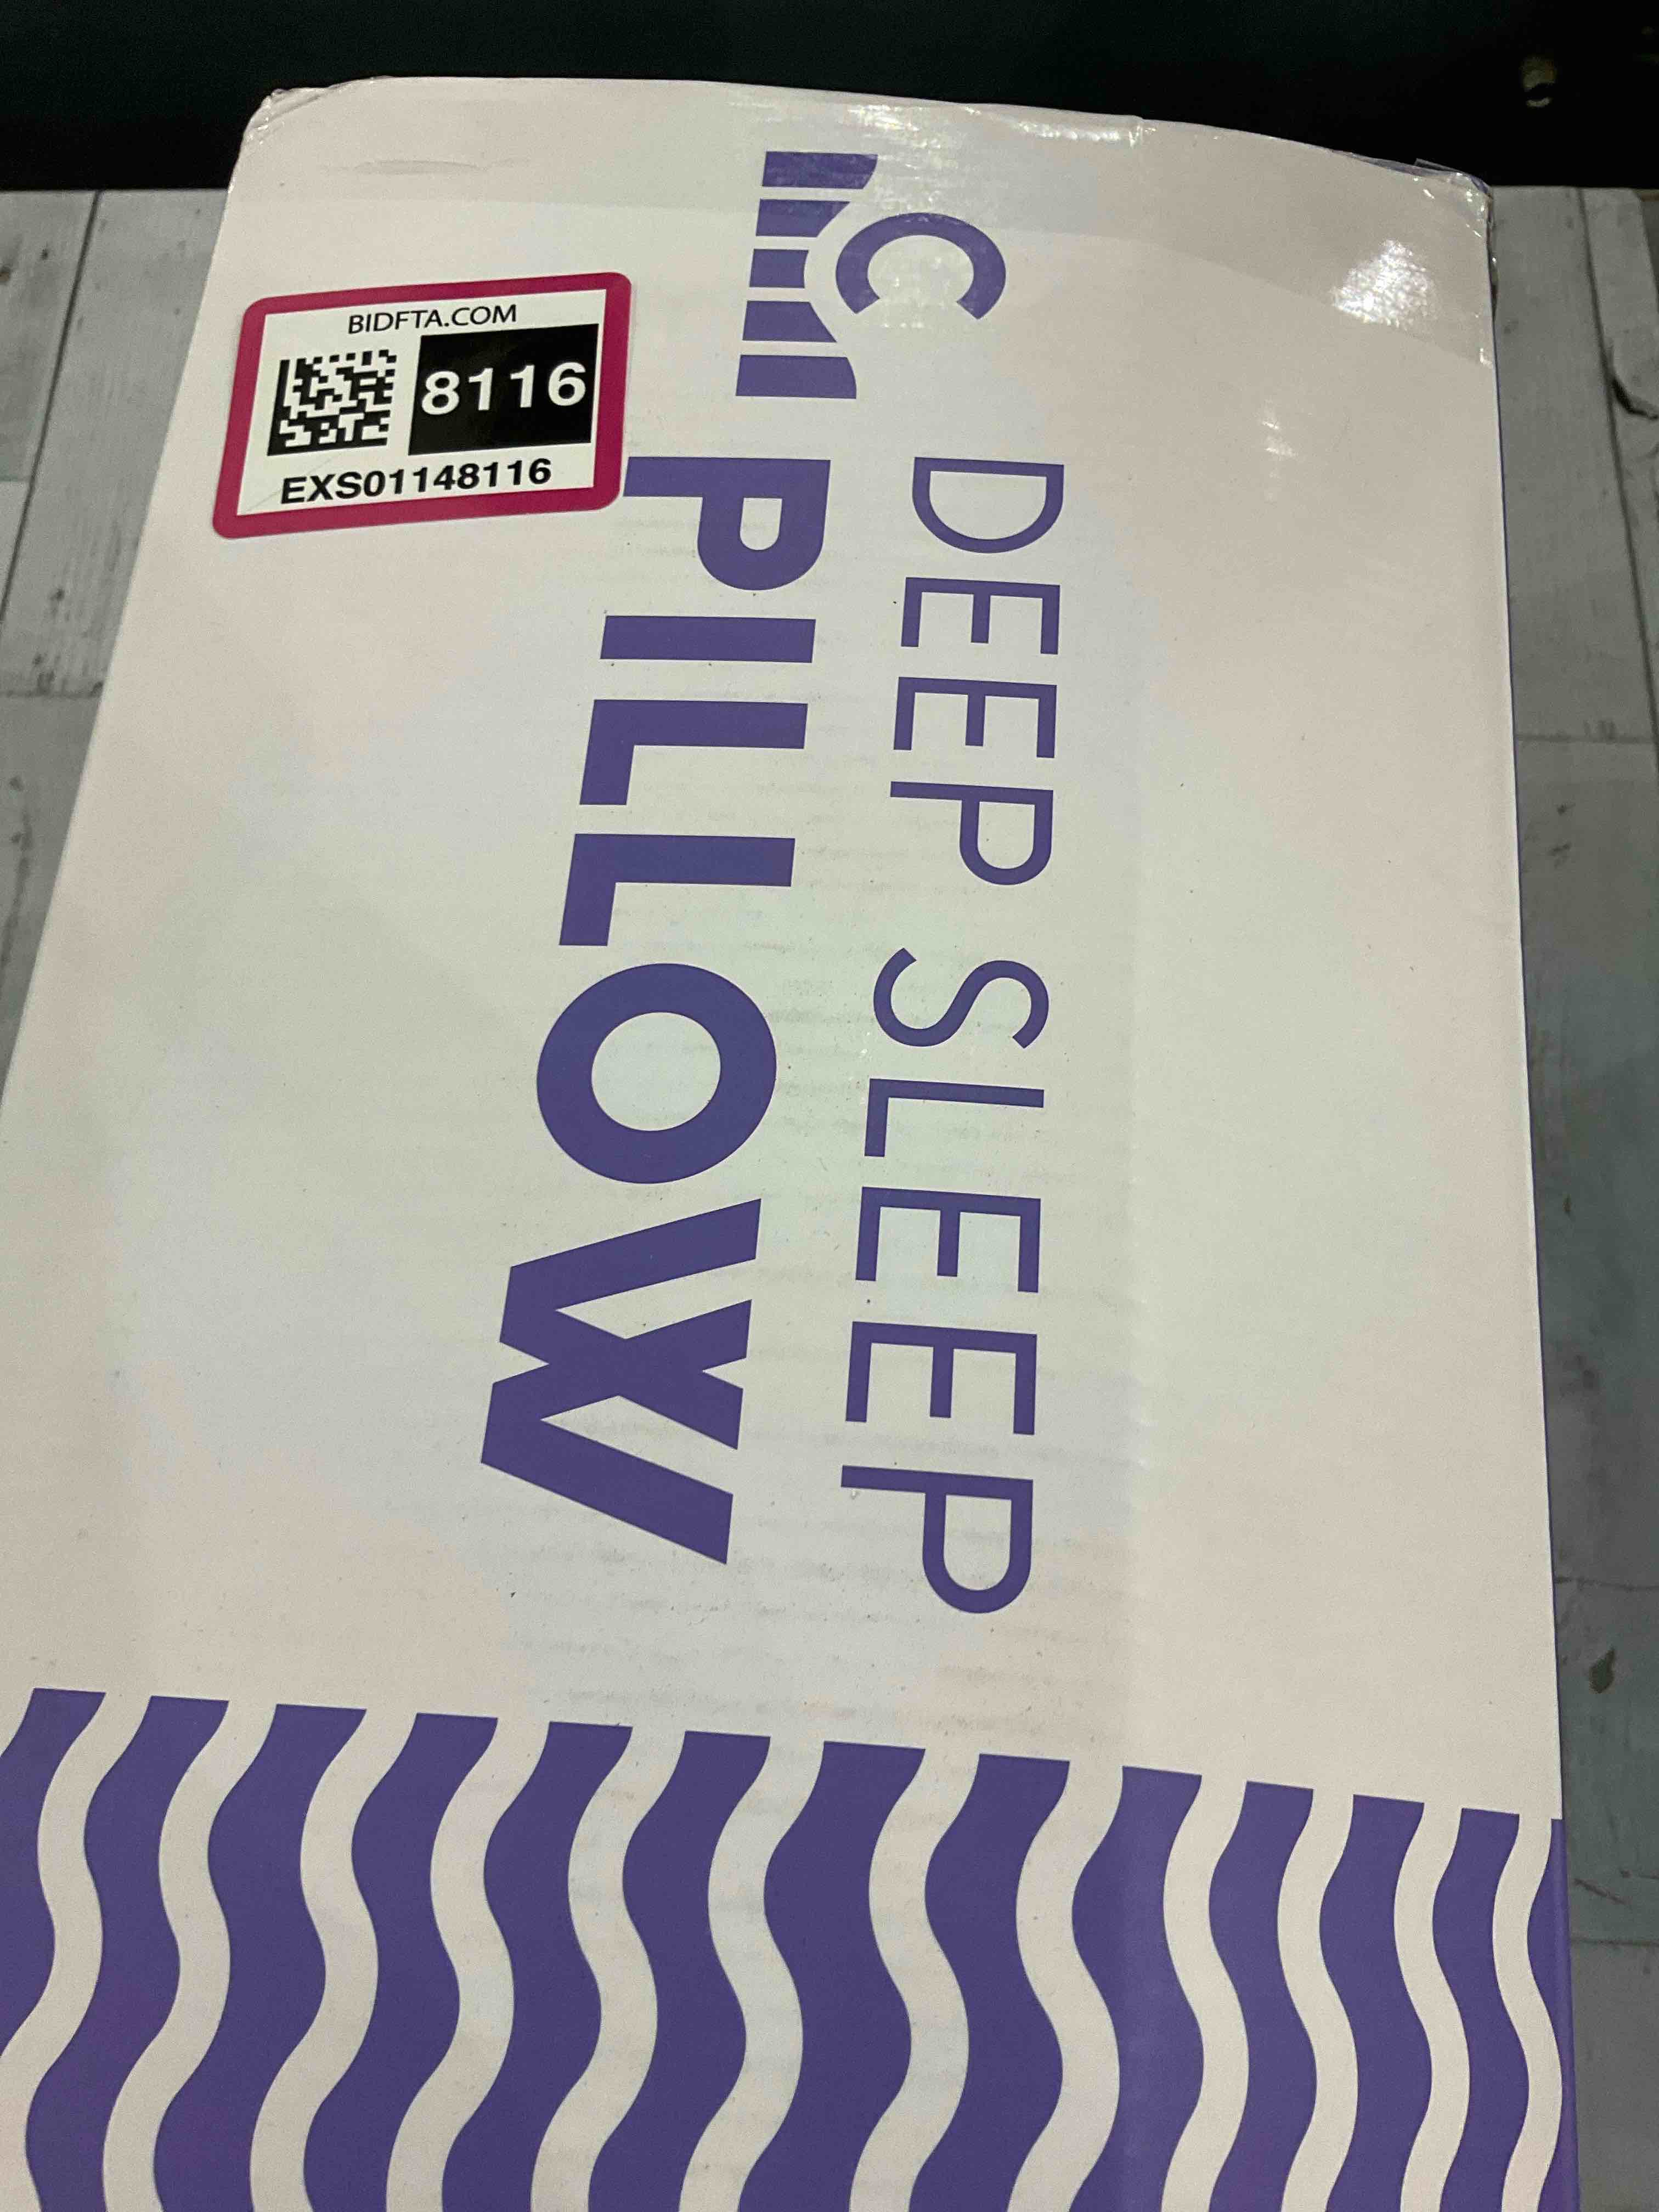 BIDFTA.COM
8116
EXS01148116
DEEP SLEEP
PILLOW